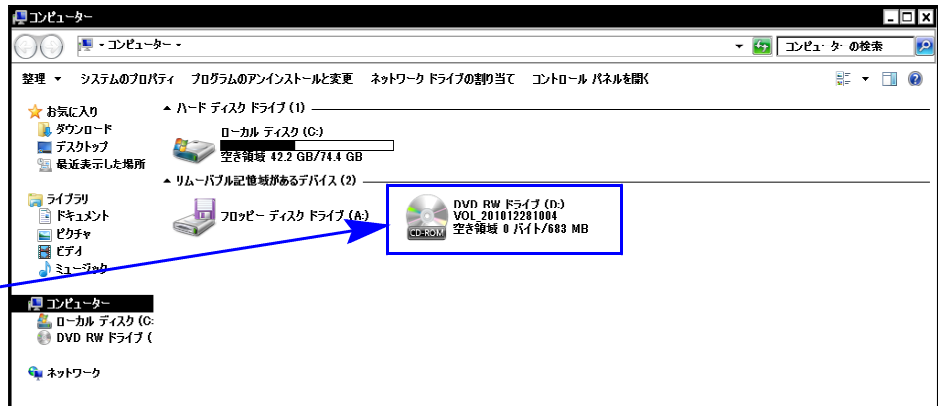 コンピューター
コンピューター
コンピュ・タ・の検索
整理 システムのプロパティ プログラムのアンインストールと変更 ネットワーク ドライブの割り当て コントロール パネルを開く
お気に入り
ダウンロード
デスクトップ
最近表示した場所
ライブラリ
ドキュメント
ピクチャ
ビデオ
ミュージック
コンピューター
ローカル ディスク (C:
DVD RW ドライブ (
ネットワーク
ハード ディスク ドライブ (1)
ローカル ディスク (C:)
空き領域 42.2 GB/74.4 GB
リムーバブル記憶域があるデバイス (2)
フロッピー ディスク ドライブ (A:)
CD-ROM
DVD RW ドライブ (D:)
VOL_201012281004
空き領域 0 バイト/683 MB